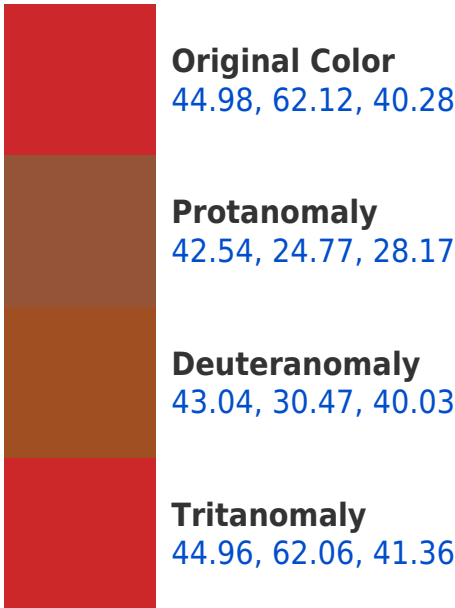 Original Color
44.98, 62.12, 40.28
Protanomaly
42.54, 24.77, 28.17
Deuteranomaly
43.04, 30.47, 40.03
Tritanomaly
44.96, 62.06, 41.36